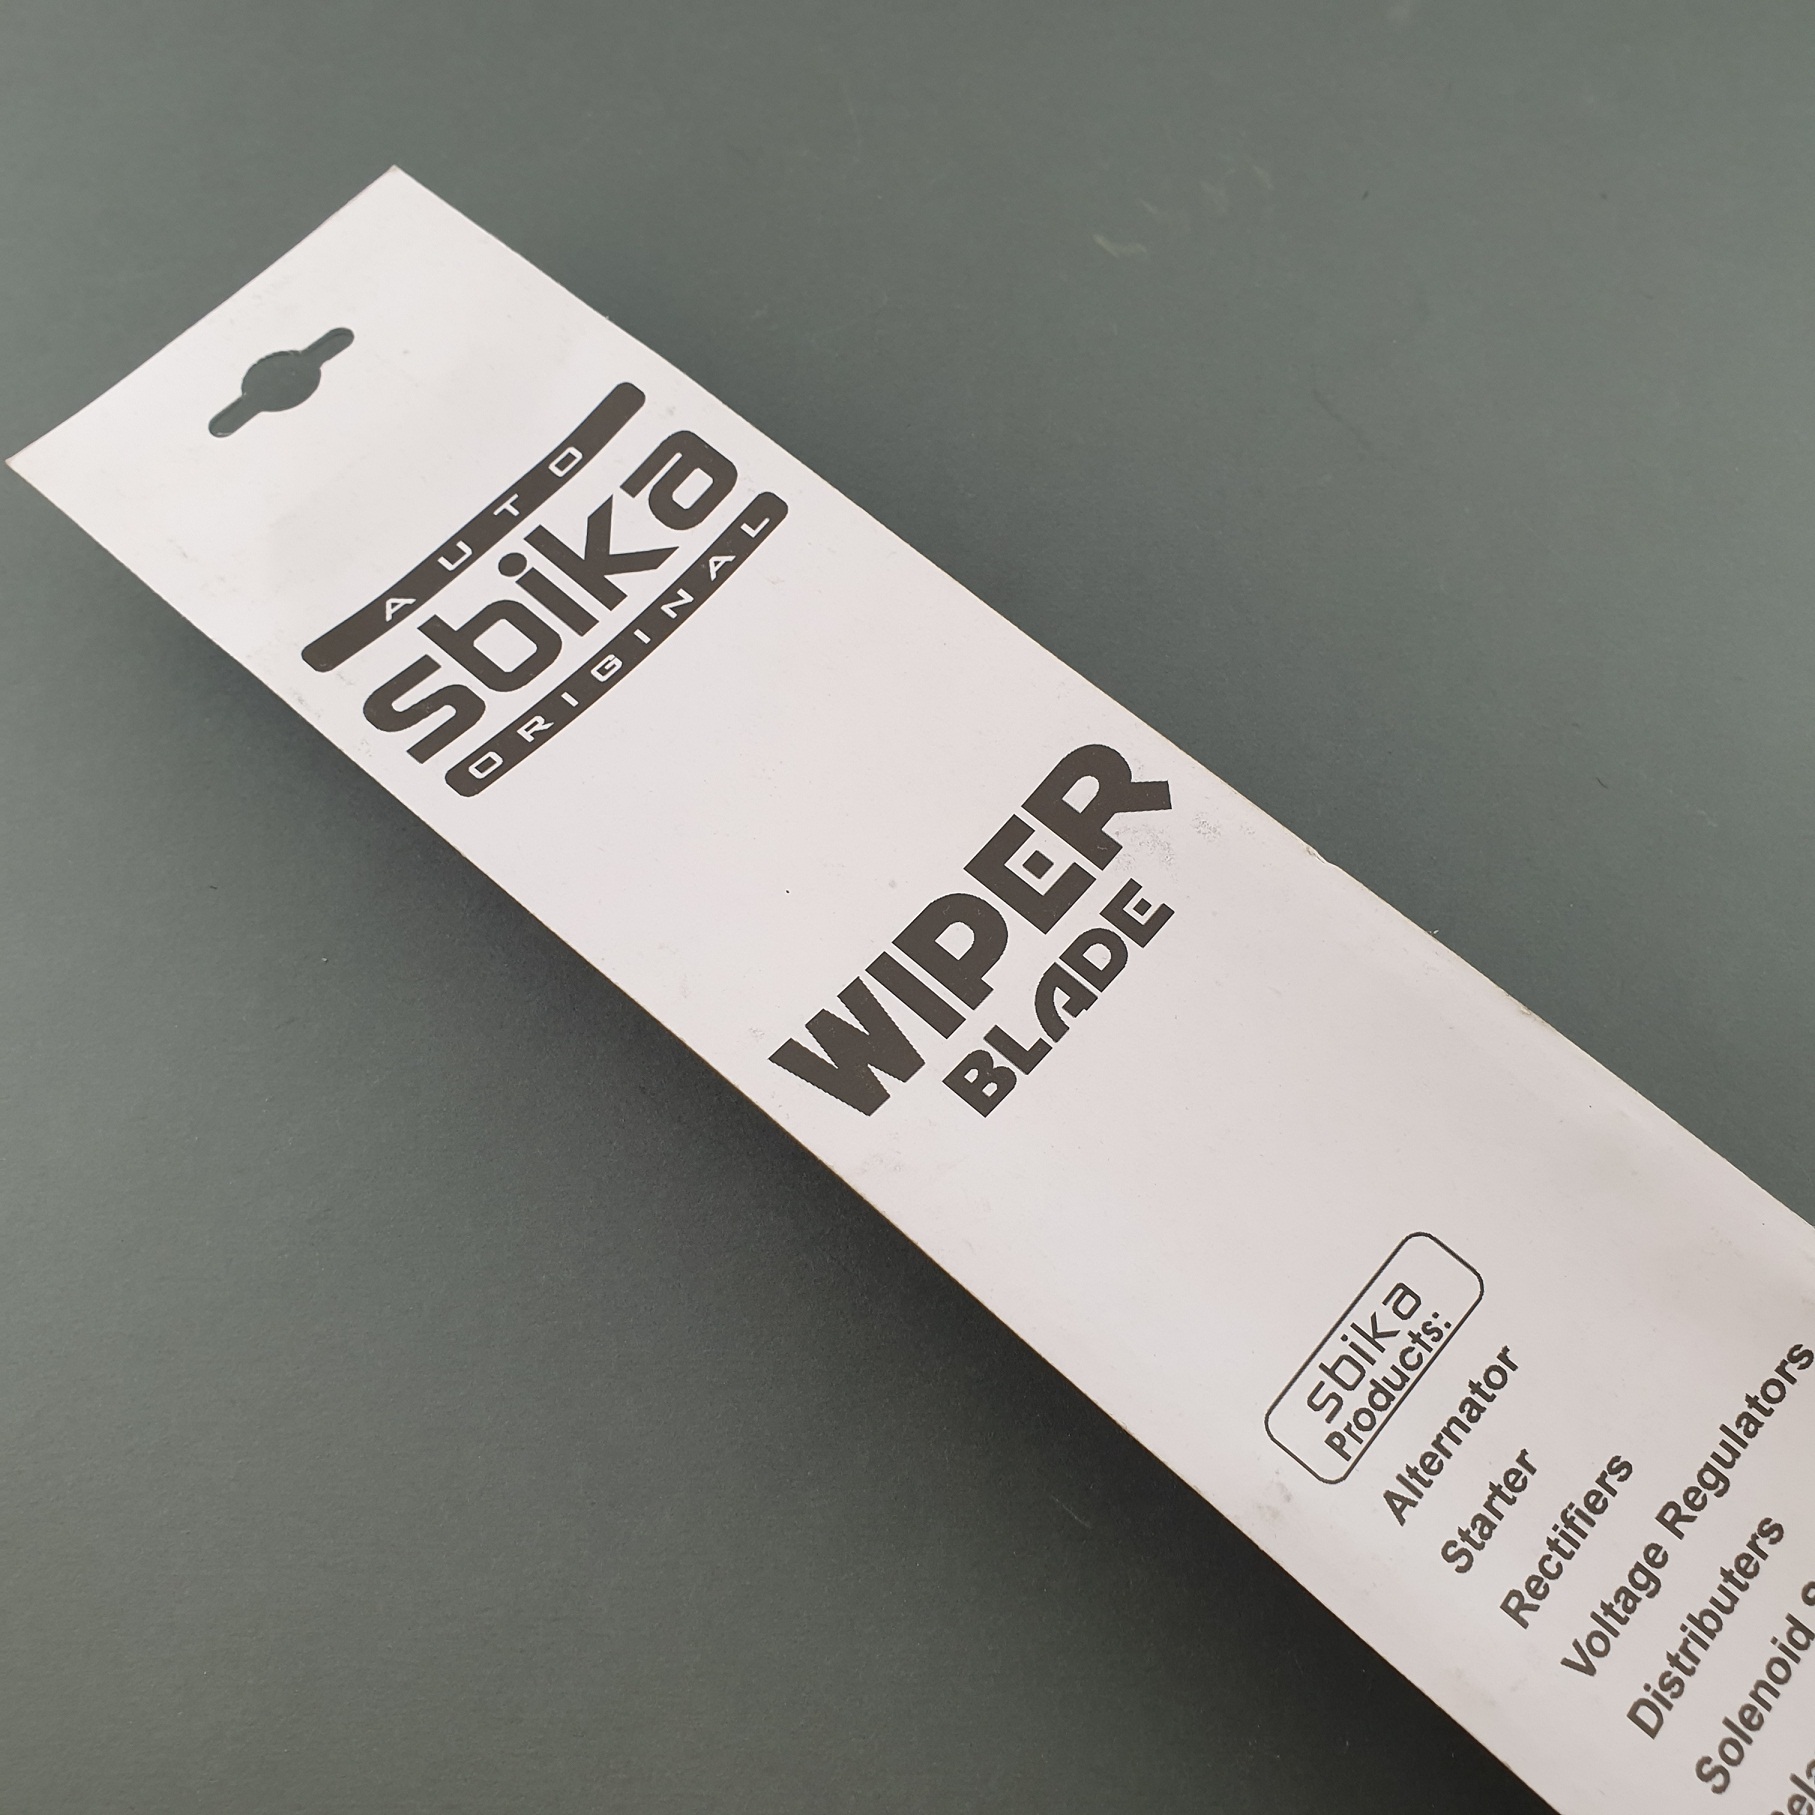 AUTO
sbika
ORIGINAL
WIPER
BLADE
sbika
Products:
Alternator
Starter
Rectifiers
Voltage Regulators
Distributers
Solenoid